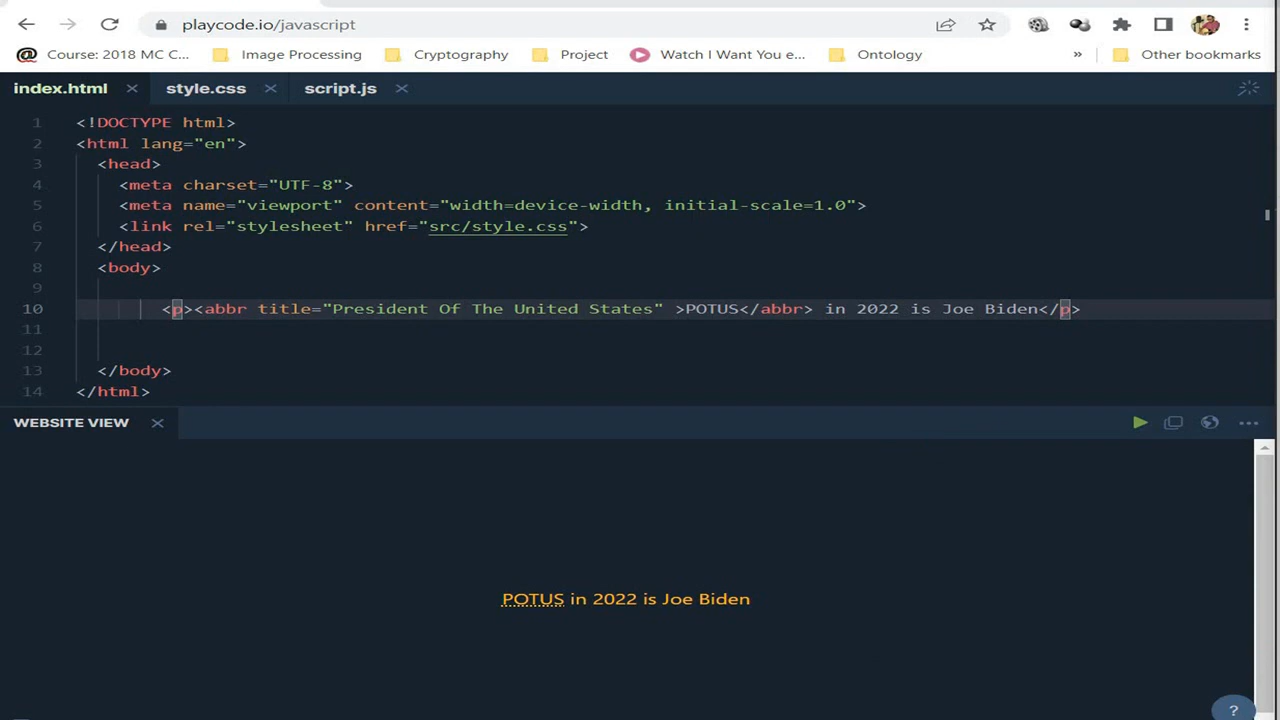 playcode.io/javascript
Course: 2018 MC C... Image Processing Cryptography Project Watch I Want You e... Ontology » Other bookmarks
index.html × style.css × script.js ×
1 <!DOCTYPE html>
2 <html lang="en">
3 <head>
4 <meta charset="UTF-8">
5 <meta name="viewport" content="width=device-width, initial-scale=1.0">
6 <link rel="stylesheet" href="src/style.css">
7 </head>
8 <body>
9
10 <p><abbr title="President Of The United States" >POTUS</abbr> in 2022 is Joe Biden</p>
11
12
13 </body>
14 </html>
WEBSITE VIEW ×
POTUS in 2022 is Joe Biden
?